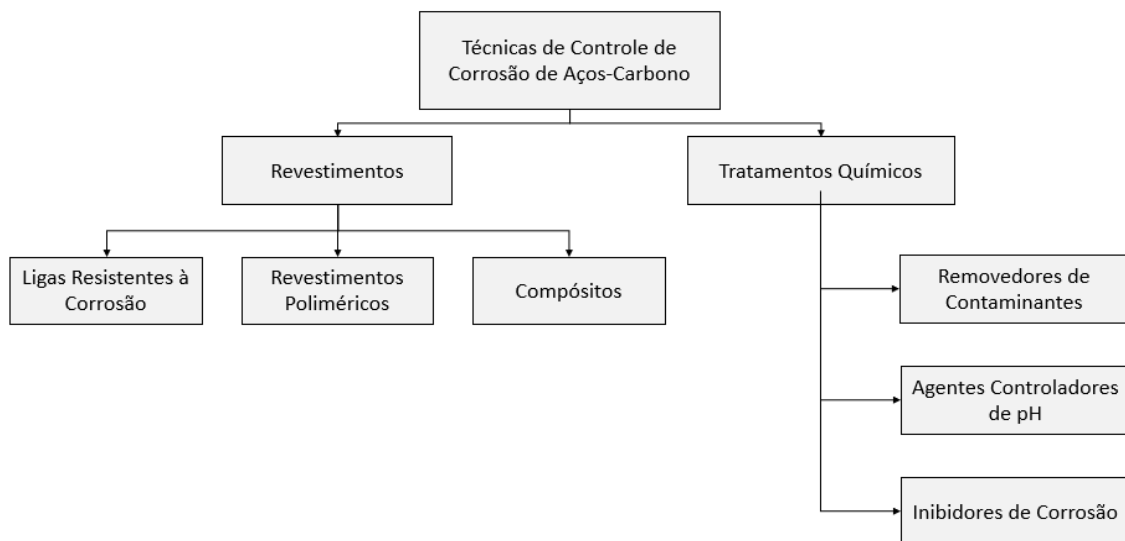 Técnicas de Controle de
Corrosão de Aços-Carbono
Revestimentos
Tratamentos Químicos
Ligas Resistentes à
Corrosão
Revestimentos
Poliméricos
Compósitos
Removedores de
Contaminantes
Agentes Controladores
de pH
Inibidores de Corrosão